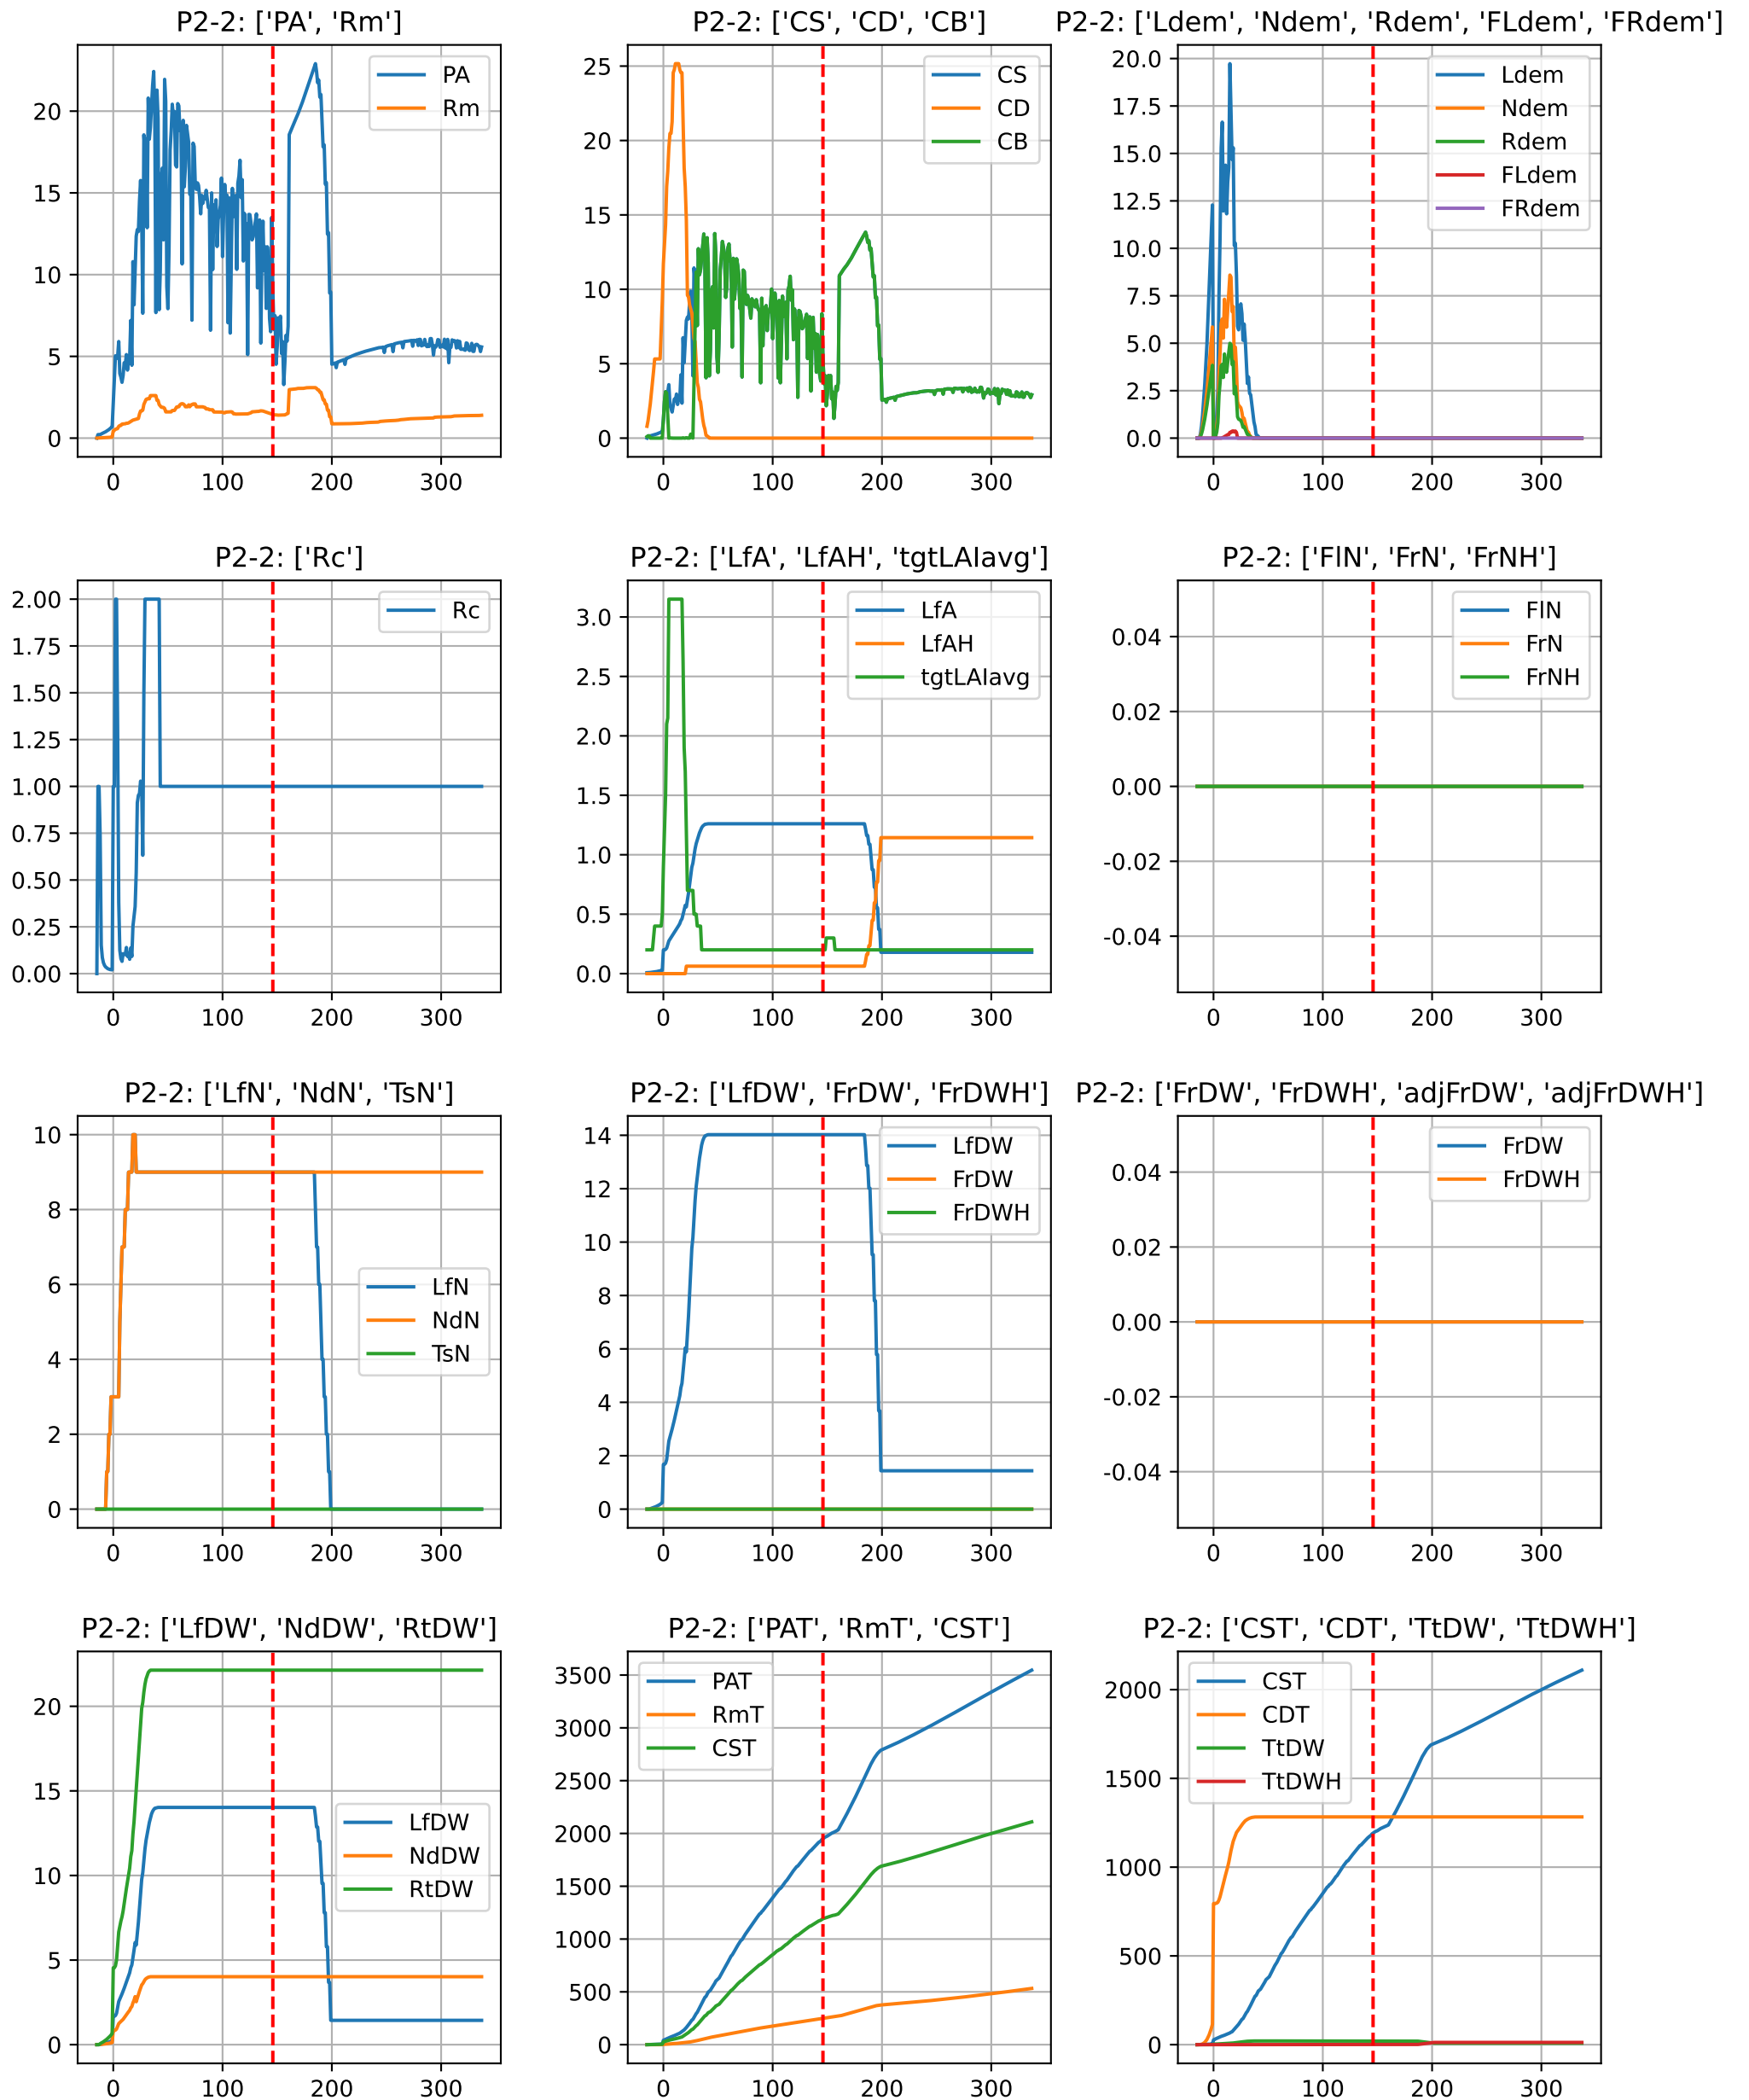 P2-2: ['PA', 'Rm']
PA
Rm
20
15
10
5
0
0 100 200 300
P2-2: ['CS', 'CD', 'CB']
CS
CD
CB
25
20
15
10
5
0
0 100 200 300
P2-2: ['Ldem', 'Ndem', 'Rdem', 'FLdem', 'FRdem']
Ldem
Ndem
Rdem
FLdem
FRdem
20.0
17.5
15.0
12.5
10.0
7.5
5.0
2.5
0.0
0 100 200 300
P2-2: ['Rc']
Rc
2.00
1.75
1.50
1.25
1.00
0.75
0.50
0.25
0.00
0 100 200 300
P2-2: ['LfA', 'LfAH', 'tgtLAIavg']
LfA
LfAH
tgtLAIavg
3.0
2.5
2.0
1.5
1.0
0.5
0.0
0 100 200 300
P2-2: ['FlN', 'FrN', 'FrNH']
FlN
FrN
FrNH
0.04
0.02
0.00
-0.02
-0.04
0 100 200 300
P2-2: ['LfN', 'NdN', 'TsN']
LfN
NdN
TsN
10
8
6
4
2
0
0 100 200 300
P2-2: ['LfDW', 'FrDW', 'FrDWH']
LfDW
FrDW
FrDWH
14
12
10
8
6
4
2
0
0 100 200 300
P2-2: ['FrDW', 'FrDWH', 'adjFrDW', 'adjFrDWH']
FrDW
FrDWH
0.04
0.02
0.00
-0.02
-0.04
0 100 200 300
P2-2: ['LfDW', 'NdDW', 'RtDW']
LfDW
NdDW
RtDW
20
15
10
5
0
0 100 200 300
P2-2: ['PAT', 'RmT', 'CST']
PAT
RmT
CST
3500
3000
2500
2000
1500
1000
500
0
0 100 200 300
P2-2: ['CST', 'CDT', 'TtDW', 'TtDWH']
CST
CDT
TtDW
TtDWH
2000
1500
1000
500
0
0 100 200 300